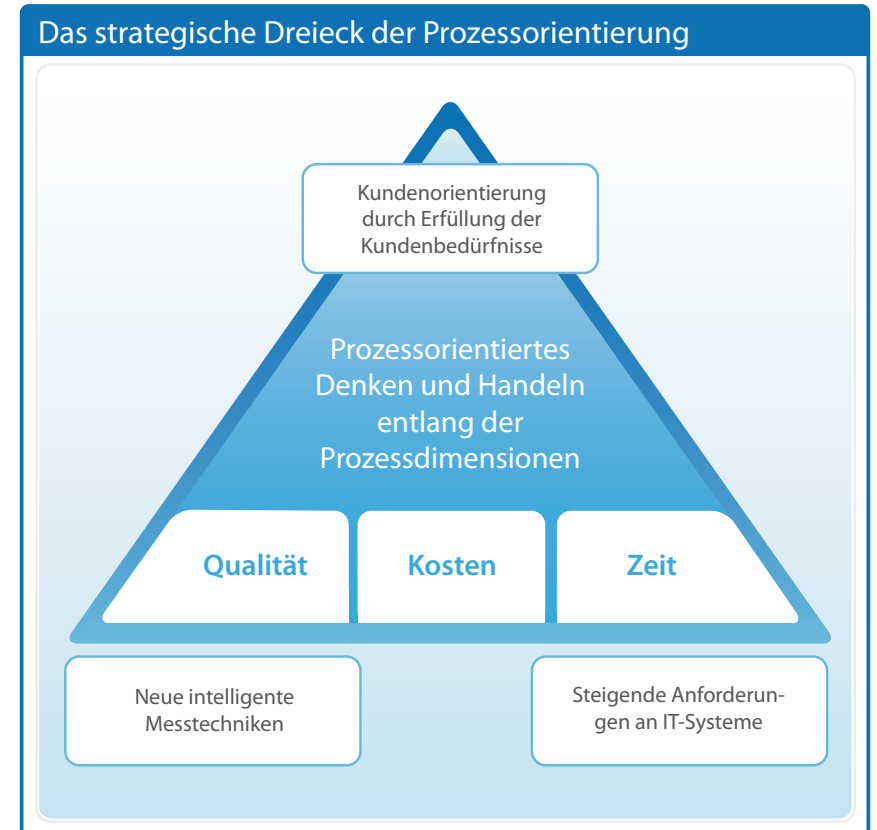 Das strategische Dreieck der Prozessorientierung
Kundenorientierung
durch Erfüllung der
Kundenbedürfnisse
Prozessorientiertes
Denken und Handeln
entlang der
Prozessdimensionen
Qualität
Kosten
Zeit
Neue intelligente
Messtechniken
Steigende Anforderun-
gen an IT-Systeme